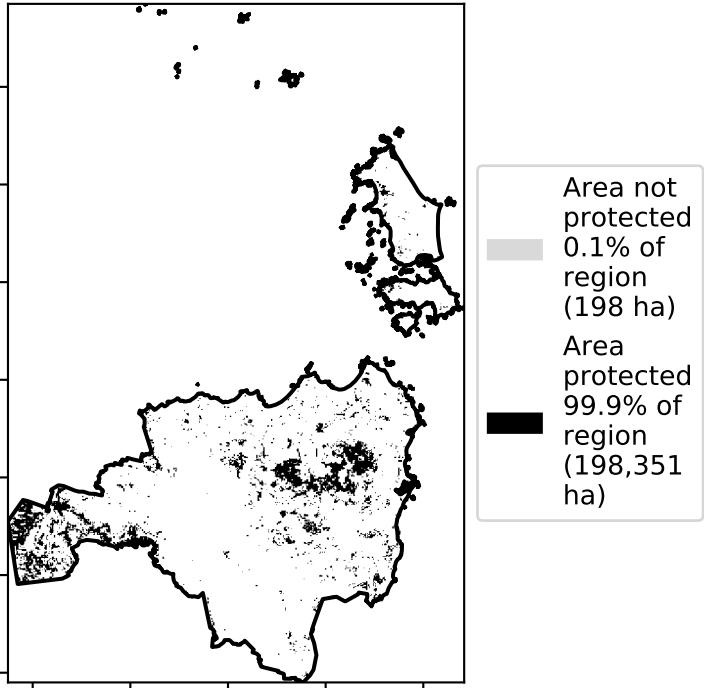 Area not
protected
0.1% of
region
(198 ha)
Area
protected
99.9% of
region
(198,351
ha)